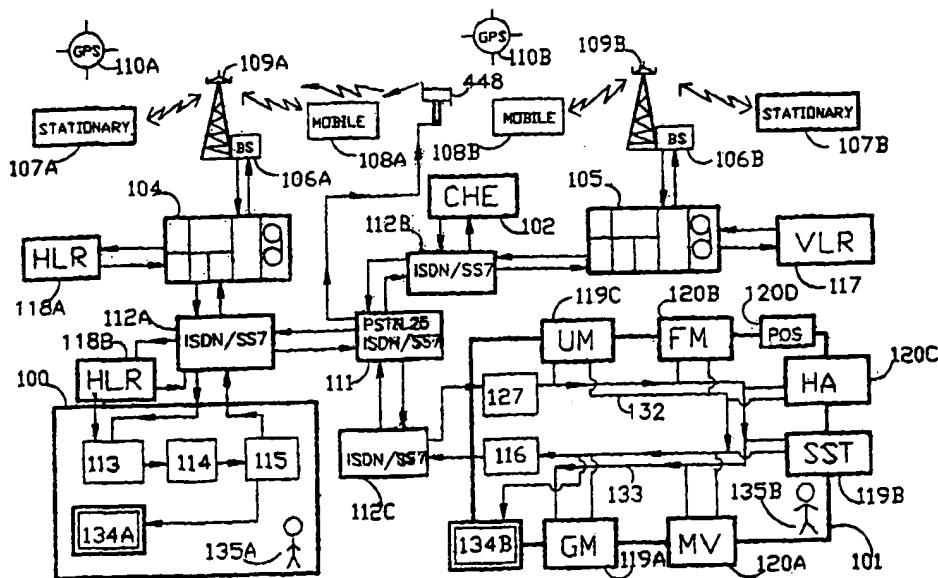 GPS
110A
109A
GPS
110B
109B
448
STATIONARY
107A
MOBILE
108A
MOBILE
108B
STATIONARY
107B
BS
106A
BS
106B
104
CHE
102
105
HLR
118A
112B
ISDN/SS7
VLR
117
112A
ISDN/SS7
118B
HLR
100
PSTN
ISDN/SS7
111
119C
UM
120B
FM
120D
POS
120C
HA
127
132
113
114
115
ISDN/SS7
112C
116
133
SST
119B
135B
134A
135A
134B
GM
119A
MV
120A
101